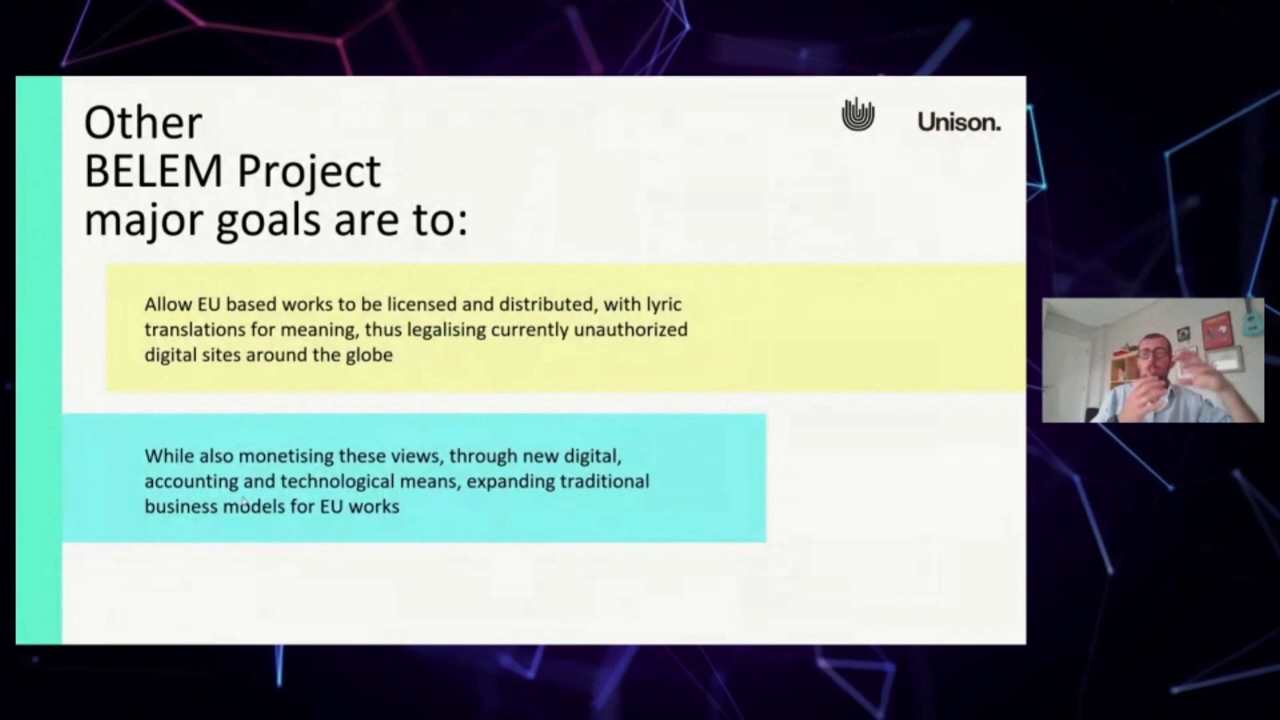 Other
BELEM Project
major goals are to:
Unison.
Allow EU based works to be licensed and distributed, with lyric
translations for meaning, thus legalising currently unauthorized
digital sites around the globe
While also monetising these views, through new digital,
accounting and technological means, expanding traditional
business models for EU works